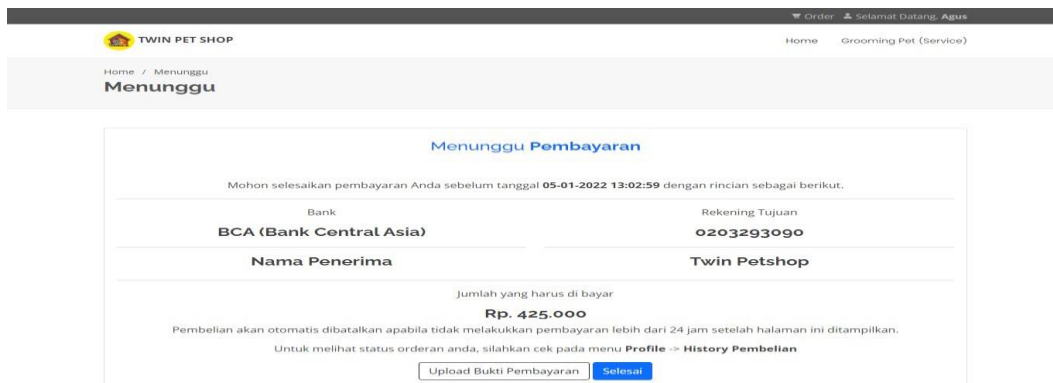 Order Selamat Datang, Agus
TWIN PET SHOP
Home Grooming Pet (Service)
Home / Menunggu
Menunggu
Menunggu Pembayaran
Mohon selesaikan pembayaran Anda sebelum tanggal 05-01-2022 13:02:59 dengan rincian sebagai berikut.
Bank Rekening Tujuan
BCA (Bank Central Asia) 0203293090
Nama Penerima Twin Petshop
Jumlah yang harus di bayar
Rp. 425.000
Pembelian akan otomatis dibatalkan apabila tidak melakukkan pembayaran lebih dari 24 jam setelah halaman ini ditampilkan.
Untuk melihat status orderan anda, silahkan cek pada menu Profile -> History Pembelian
Upload Bukti Pembayaran Selesai